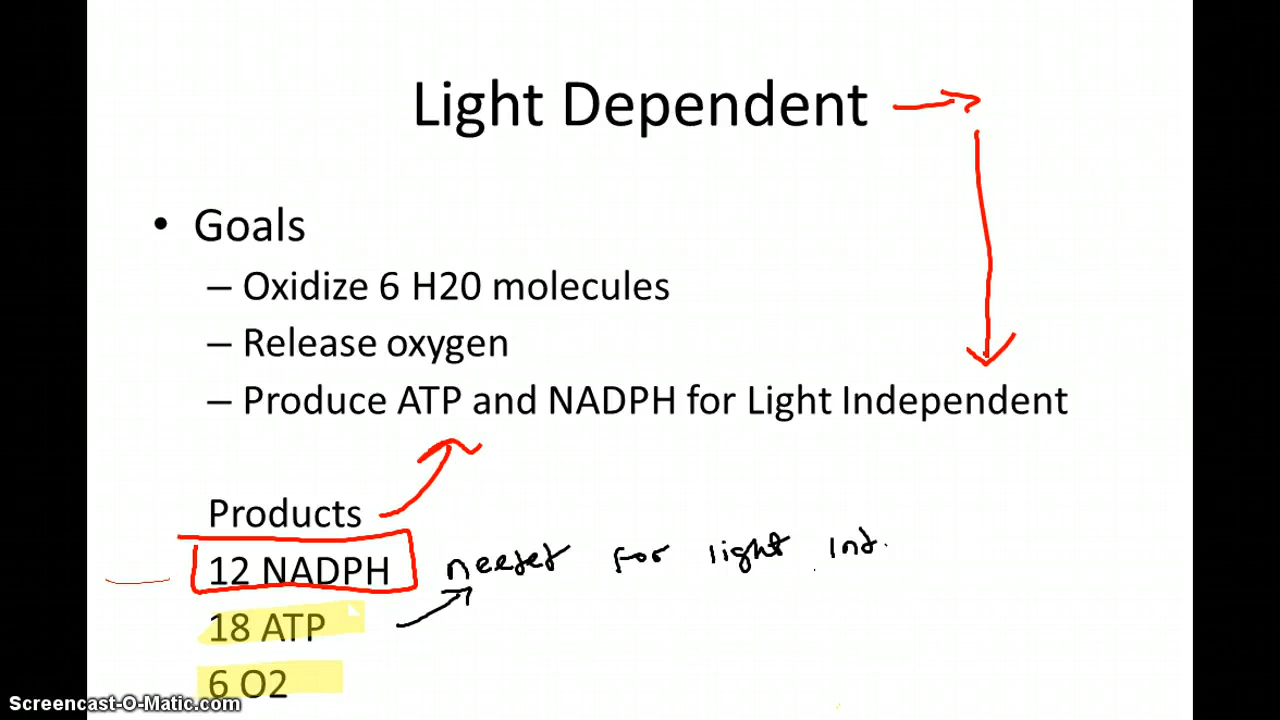 Light Dependent
• Goals
– Oxidize 6 H20 molecules
– Release oxygen
– Produce ATP and NADPH for Light Independent
Products
12 NADPH needed for light Ind.
18 ATP
6 O2
Screencast-O-Matic.com